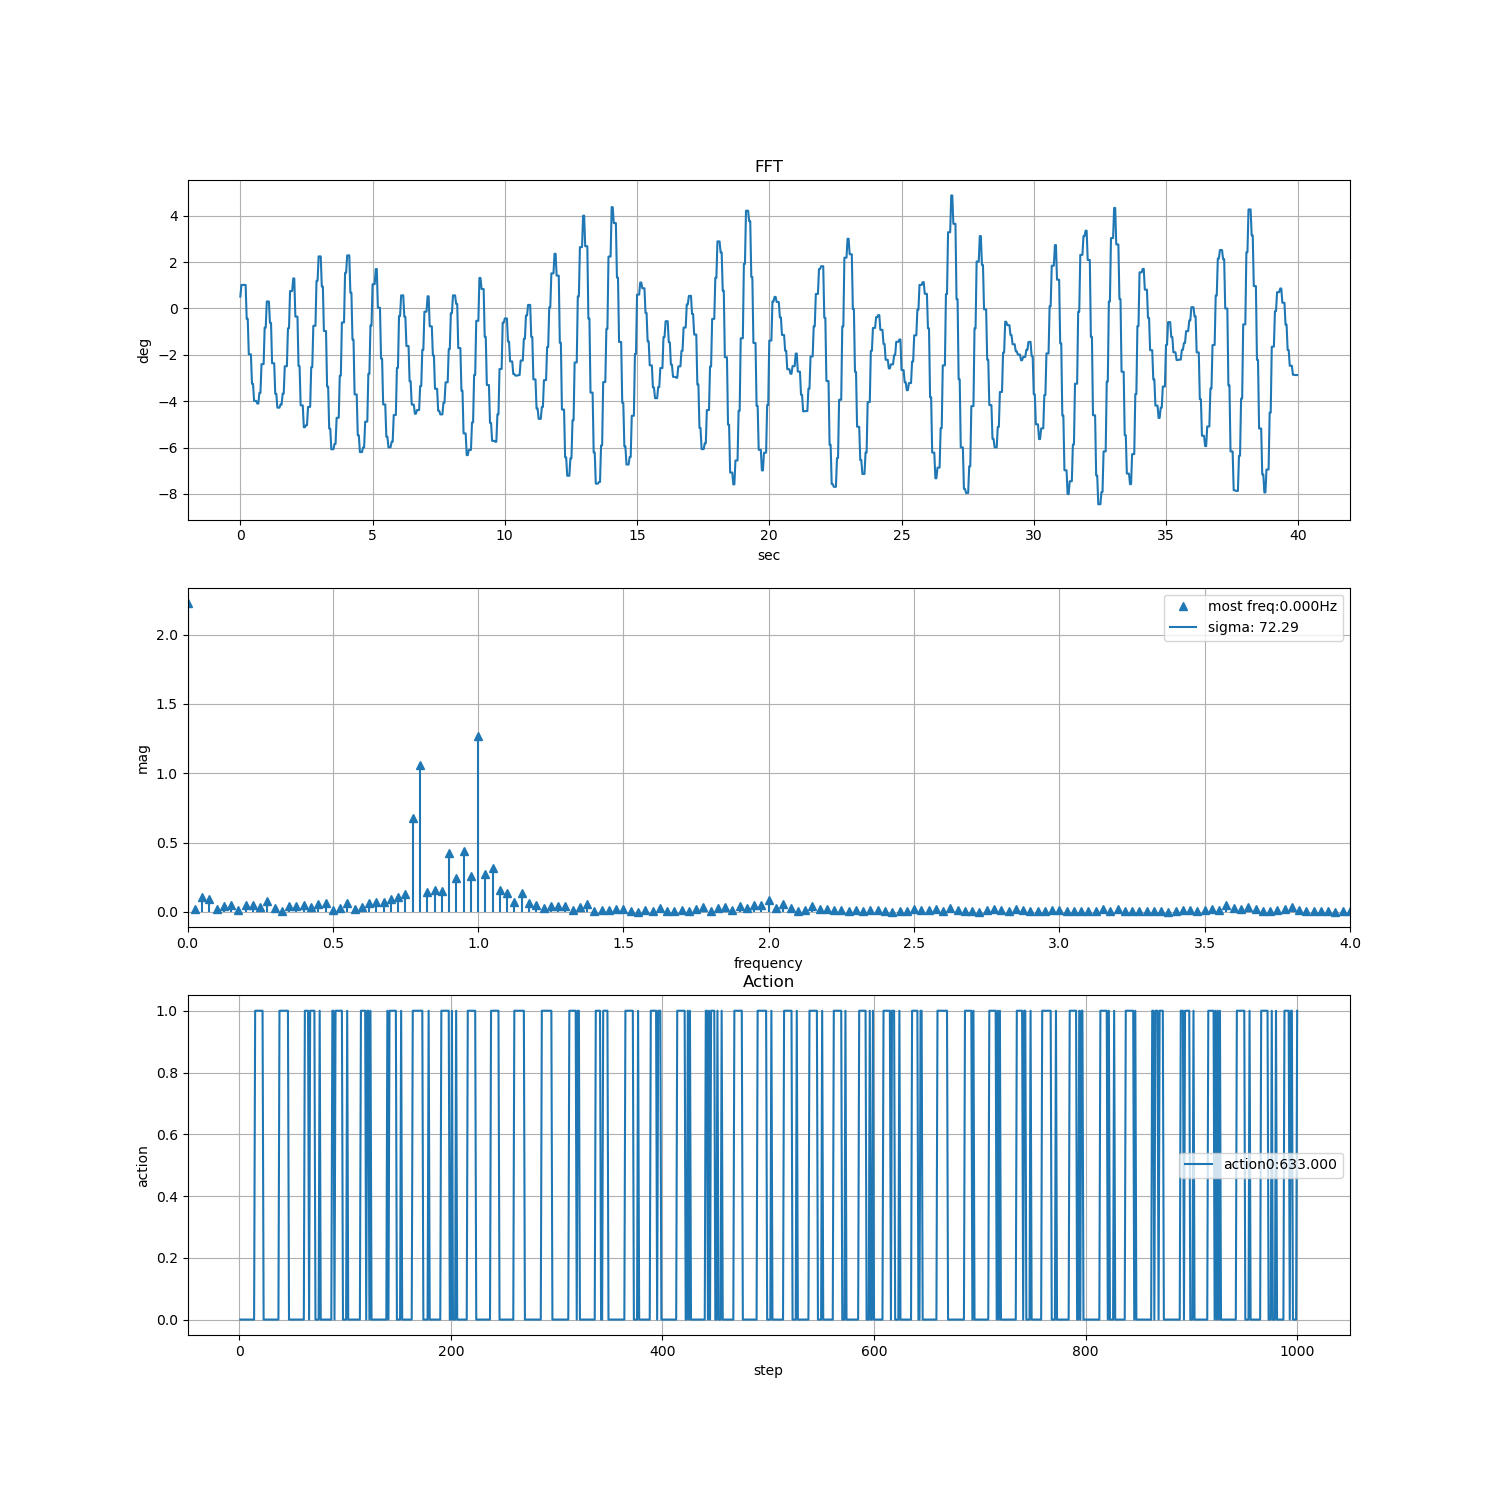 FFT
4
2
0
−2
−4
−6
−8
deg
0 5 10 15 20 25 30 35 40
sec
most freq:0.000Hz
sigma: 72.29
2.0
1.5
1.0
0.5
0.0
mag
0.0 0.5 1.0 1.5 2.0 2.5 3.0 3.5 4.0
frequency
Action
1.0
0.8
0.6
0.4
0.2
0.0
action
action0:633.000
0 200 400 600 800 1000
step